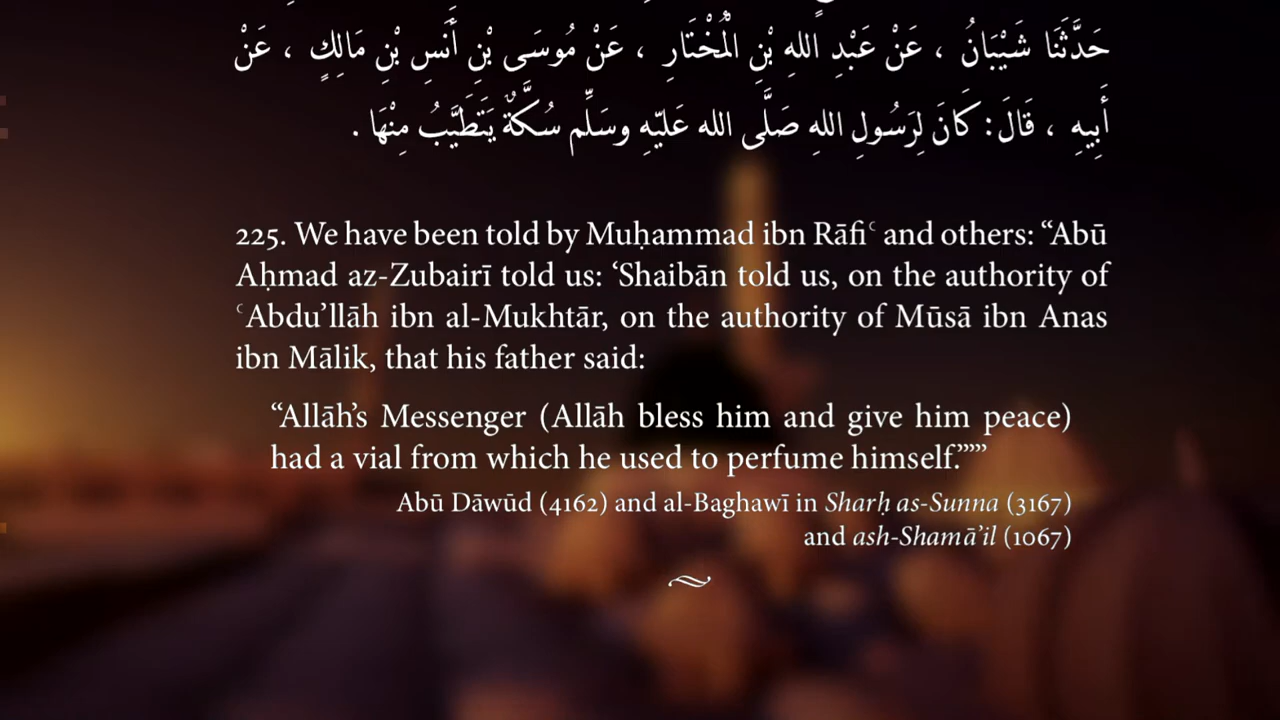 حَدَّثَنَا شَيْبَانُ ، عَنْ عَبْدِ اللهِ بْنِ الْمُخْتَارِ ، عَنْ مُوسَى بْنِ أَنَسِ بْنِ مَالِكٍ ، عَنْ
أَبِيهِ ، قَالَ: كَانَ لِرَسُولِ اللهِ صَلَّى الله عَلَيْهِ وسَلَّم سُكَّةٌ يَتَطَيَّبُ مِنْهَا .
225. We have been told by Muḥammad ibn Rāfiʿ and others: “Abū
Aḥmad az-Zubairī told us: ‘Shaibān told us, on the authority of
ʿAbdu’llāh ibn al-Mukhtār, on the authority of Mūsā ibn Anas
ibn Mālik, that his father said:
“Allāh’s Messenger (Allāh bless him and give him peace)
had a vial from which he used to perfume himself.”’”
Abū Dāwūd (4162) and al-Baghawī in Sharḥ as-Sunna (3167)
and ash-Shamā’il (1067)